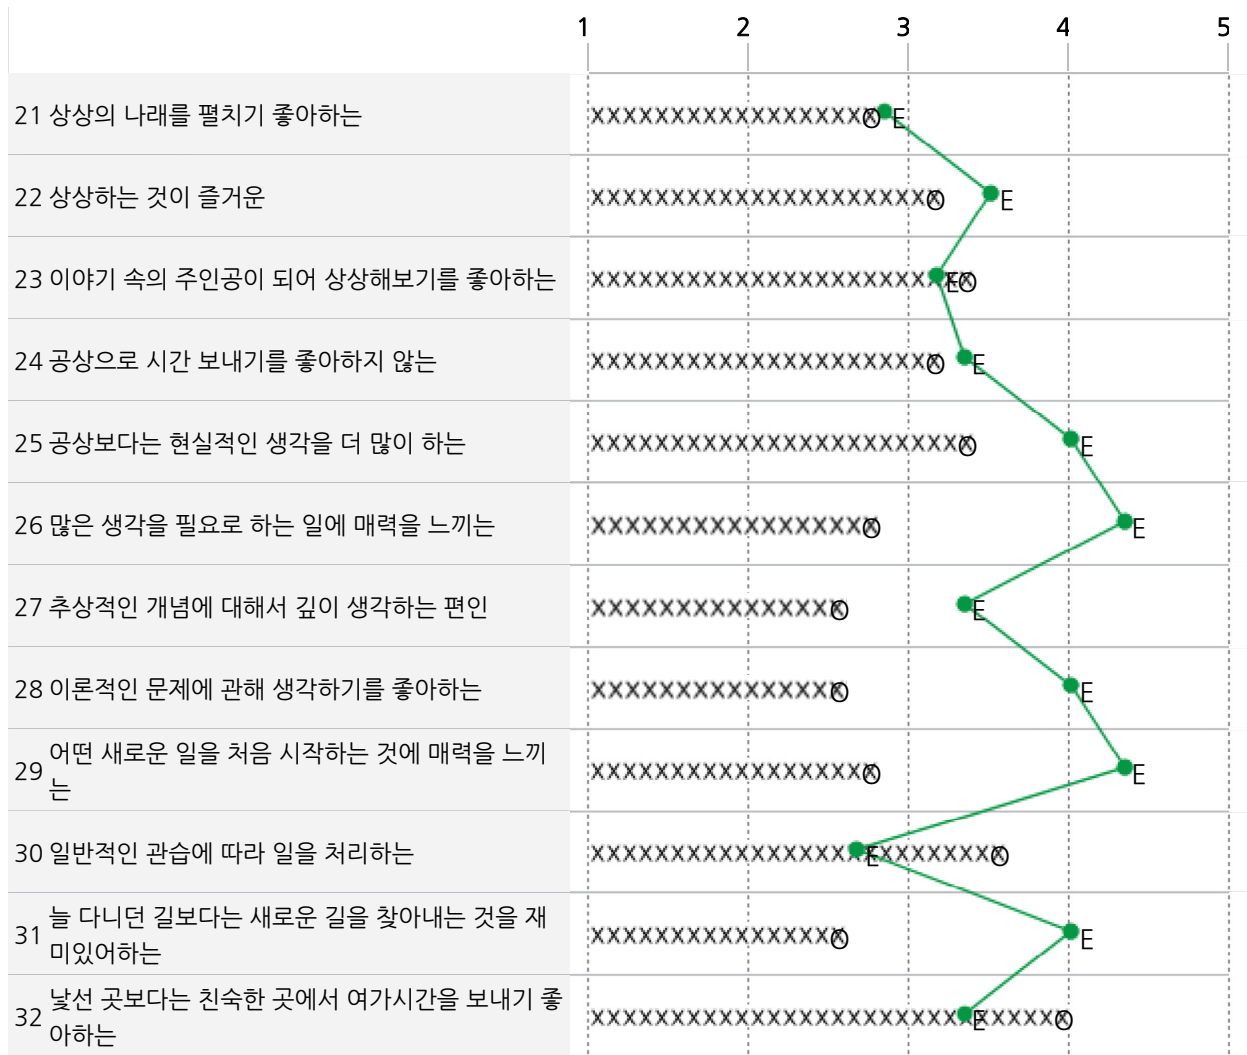 1 2 3 4 5
21 상상의 나래를 펼치기 좋아하는 XXXXXXXXXXXXXXXXXXO E
22 상상하는 것이 즐거운 XXXXXXXXXXXXXXXXXXXXXXO E
23 이야기 속의 주인공이 되어 상상해보기를 좋아하는 XXXXXXXXXXXXXXXXXXXXXXEXO
24 공상으로 시간 보내기를 좋아하지 않는 XXXXXXXXXXXXXXXXXXXXXXO E
25 공상보다는 현실적인 생각을 더 많이 하는 XXXXXXXXXXXXXXXXXXXXXXXXO E
26 많은 생각을 필요로 하는 일에 매력을 느끼는 XXXXXXXXXXXXXXXXXXO E
27 추상적인 개념에 대해서 깊이 생각하는 편인 XXXXXXXXXXXXXXXXO E
28 이론적인 문제에 관해 생각하기를 좋아하는 XXXXXXXXXXXXXXXXO E
29 어떤 새로운 일을 처음 시작하는 것에 매력을 느끼
는 XXXXXXXXXXXXXXXXXXO E
30 일반적인 관습에 따라 일을 처리하는 XXXXXXXXXXXXXXXXXEXXXXXXXXO
31 늘 다니던 길보다는 새로운 길을 찾아내는 것을 재
미있어하는 XXXXXXXXXXXXXXXXO E
32 낯선 곳보다는 친숙한 곳에서 여가시간을 보내기 좋
아하는 XXXXXXXXXXXXXXXXXXXXXXXXEXXXXXO